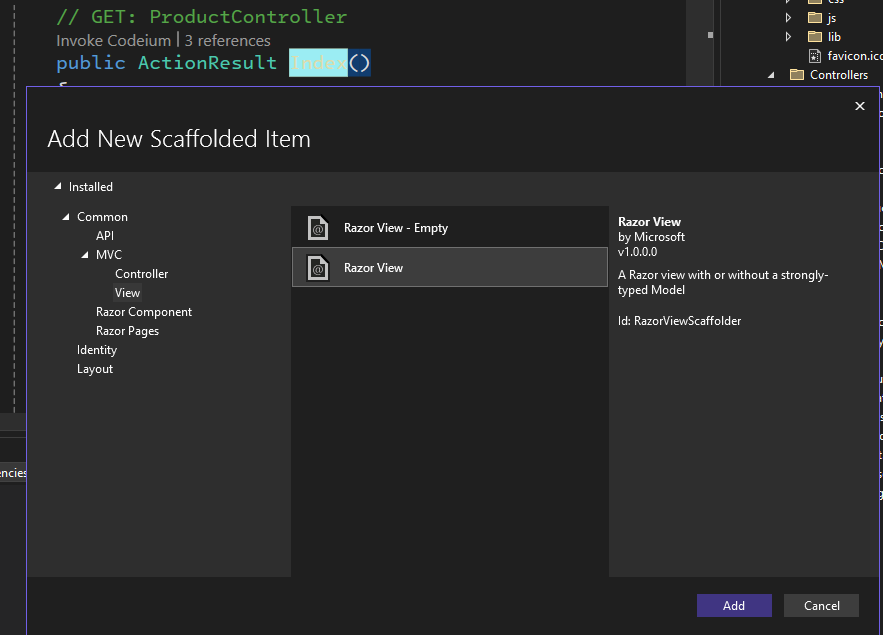 // GET: ProductController
Invoke Codeium | 3 references
public ActionResult Index()
js
lib
favicon.ico
Controllers
Add New Scaffolded Item
Installed
Common
API
MVC
Controller
View
Razor Component
Razor Pages
Identity
Layout
Razor View - Empty
Razor View
Razor View
by Microsoft
v1.0.0.0
A Razor view with or without a strongly-
typed Model
Id: RazorViewScaffolder
Add
Cancel